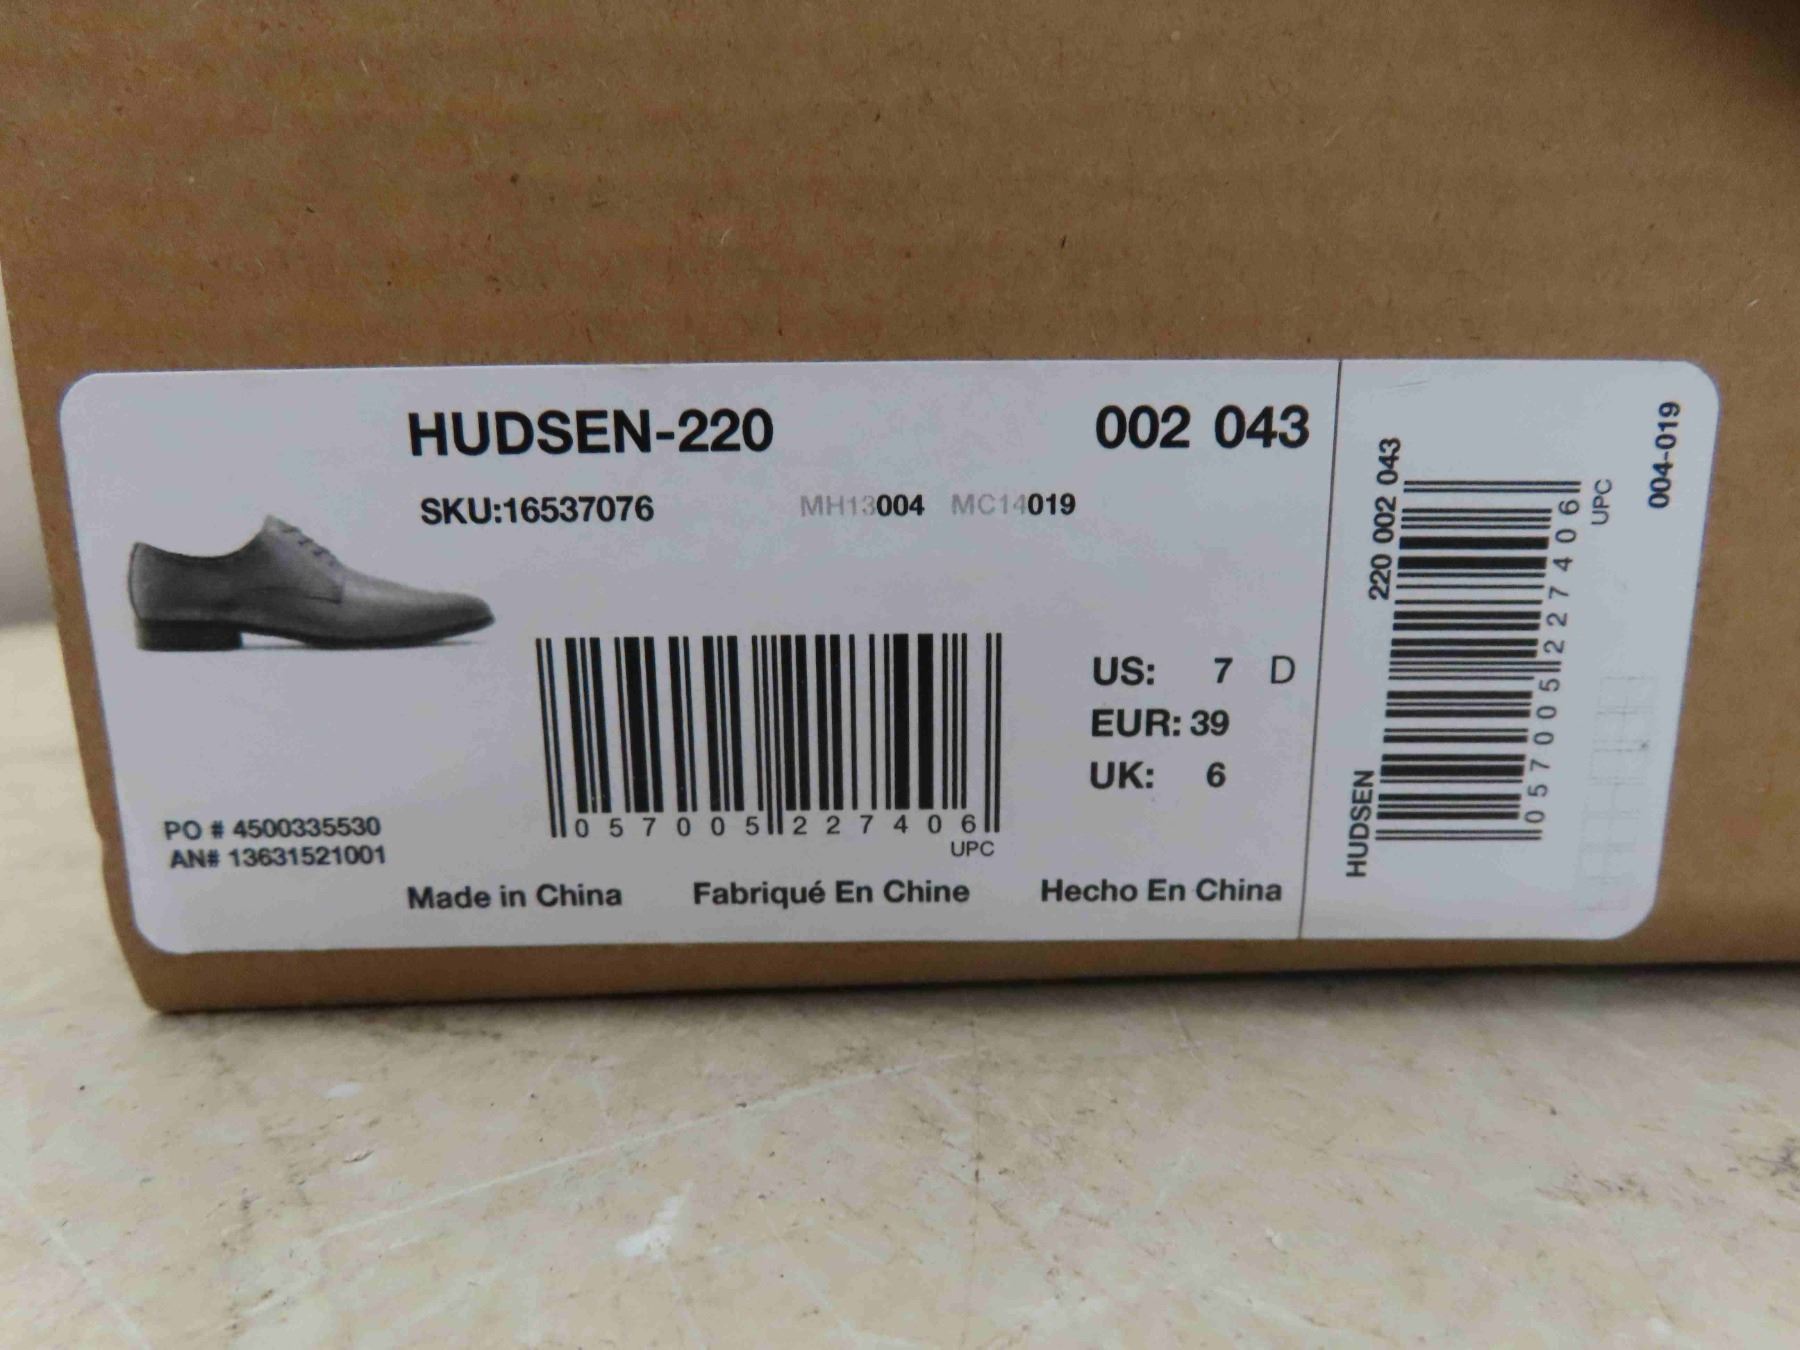 HUDSEN-220 002 043
SKU:16537076 MH13004 MC14019
US: 7 D
EUR: 39
UK: 6
0 57005 22740 6
UPC
PO # 4500335530
AN# 13631521001
Made in China Fabriqué En Chine Hecho En China
HUDSEN 220 002 043
0 57005 22740 6
UPC
004-019